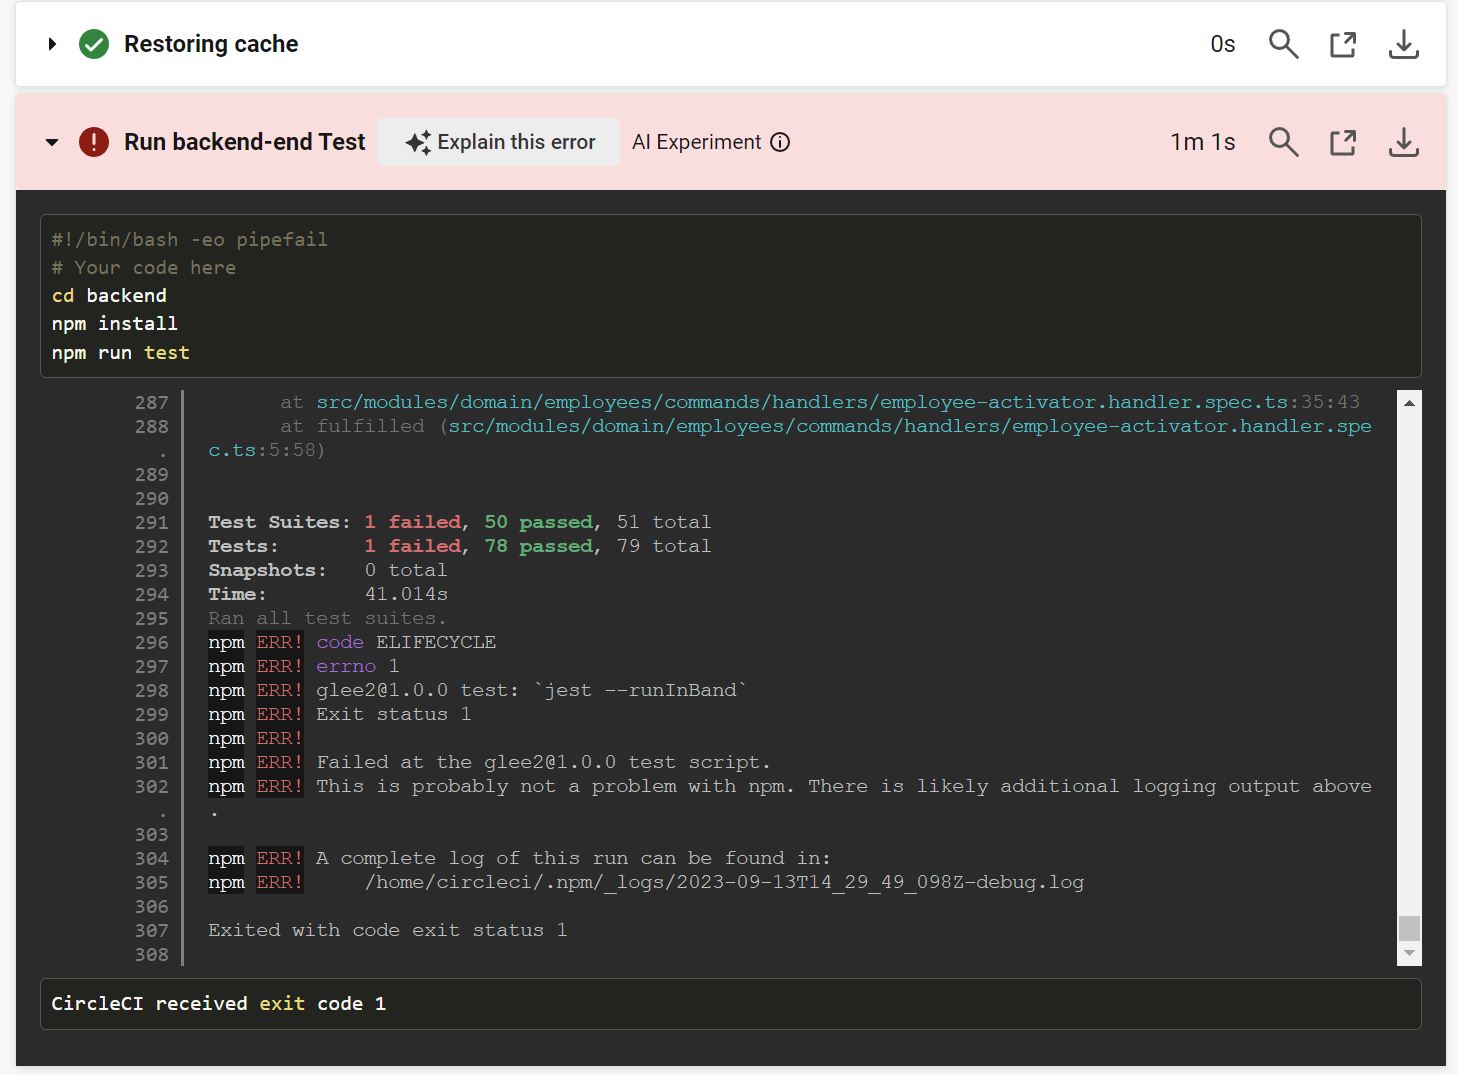 Restoring cache 0s
Run backend-end Test Explain this error AI Experiment 1m 1s
#!/bin/bash -eo pipefail
# Your code here
cd backend
npm install
npm run test
287 at src/modules/domain/employees/commands/handlers/employee-activator.handler.spec.ts:35:43
288 at fulfilled (src/modules/domain/employees/commands/handlers/employee-activator.handler.spe
. c.ts:5:58)
289
290
291 Test Suites: 1 failed, 50 passed, 51 total
292 Tests: 1 failed, 78 passed, 79 total
293 Snapshots: 0 total
294 Time: 41.014s
295 Ran all test suites.
296 npm ERR! code ELIFECYCLE
297 npm ERR! errno 1
298 npm ERR! glee2@1.0.0 test: `jest --runInBand`
299 npm ERR! Exit status 1
300 npm ERR!
301 npm ERR! Failed at the glee2@1.0.0 test script.
302 npm ERR! This is probably not a problem with npm. There is likely additional logging output above
. .
303
304 npm ERR! A complete log of this run can be found in:
305 npm ERR! /home/circleci/.npm/_logs/2023-09-13T14_29_49_098Z-debug.log
306
307 Exited with code exit status 1
308
CircleCI received exit code 1